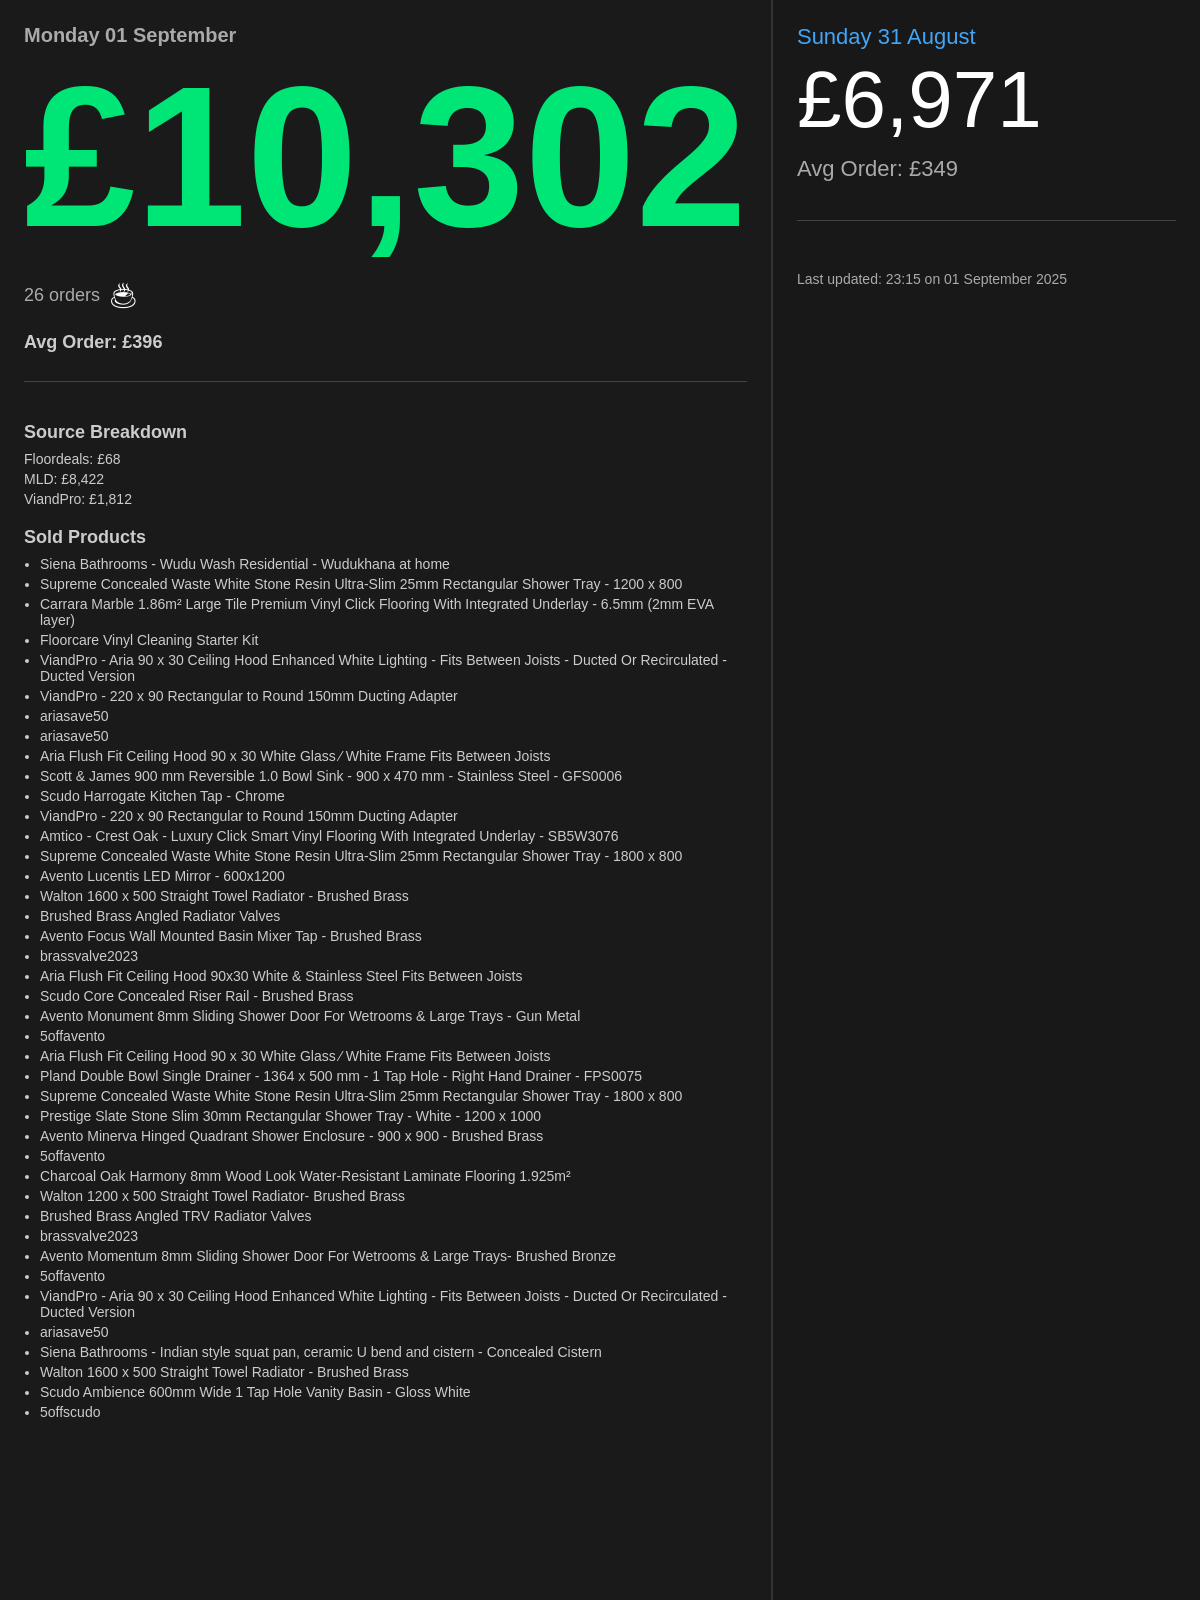 Monday 01 September
£10,302
26 orders ☕
Avg Order: £396
Source Breakdown
Floordeals: £68
MLD: £8,422
ViandPro: £1,812
Sold Products
• Siena Bathrooms - Wudu Wash Residential - Wudukhana at home
• Supreme Concealed Waste White Stone Resin Ultra-Slim 25mm Rectangular Shower Tray - 1200 x 800
• Carrara Marble 1.86m² Large Tile Premium Vinyl Click Flooring With Integrated Underlay - 6.5mm (2mm EVA
layer)
• Floorcare Vinyl Cleaning Starter Kit
• ViandPro - Aria 90 x 30 Ceiling Hood Enhanced White Lighting - Fits Between Joists - Ducted Or Recirculated -
Ducted Version
• ViandPro - 220 x 90 Rectangular to Round 150mm Ducting Adapter
• ariasave50
• ariasave50
• Aria Flush Fit Ceiling Hood 90 x 30 White Glass ⁄ White Frame Fits Between Joists
• Scott & James 900 mm Reversible 1.0 Bowl Sink - 900 x 470 mm - Stainless Steel - GFS0006
• Scudo Harrogate Kitchen Tap - Chrome
• ViandPro - 220 x 90 Rectangular to Round 150mm Ducting Adapter
• Amtico - Crest Oak - Luxury Click Smart Vinyl Flooring With Integrated Underlay - SB5W3076
• Supreme Concealed Waste White Stone Resin Ultra-Slim 25mm Rectangular Shower Tray - 1800 x 800
• Avento Lucentis LED Mirror - 600x1200
• Walton 1600 x 500 Straight Towel Radiator - Brushed Brass
• Brushed Brass Angled Radiator Valves
• Avento Focus Wall Mounted Basin Mixer Tap - Brushed Brass
• brassvalve2023
• Aria Flush Fit Ceiling Hood 90x30 White & Stainless Steel Fits Between Joists
• Scudo Core Concealed Riser Rail - Brushed Brass
• Avento Monument 8mm Sliding Shower Door For Wetrooms & Large Trays - Gun Metal
• 5offavento
• Aria Flush Fit Ceiling Hood 90 x 30 White Glass ⁄ White Frame Fits Between Joists
• Pland Double Bowl Single Drainer - 1364 x 500 mm - 1 Tap Hole - Right Hand Drainer - FPS0075
• Supreme Concealed Waste White Stone Resin Ultra-Slim 25mm Rectangular Shower Tray - 1800 x 800
• Prestige Slate Stone Slim 30mm Rectangular Shower Tray - White - 1200 x 1000
• Avento Minerva Hinged Quadrant Shower Enclosure - 900 x 900 - Brushed Brass
• 5offavento
• Charcoal Oak Harmony 8mm Wood Look Water-Resistant Laminate Flooring 1.925m²
• Walton 1200 x 500 Straight Towel Radiator- Brushed Brass
• Brushed Brass Angled TRV Radiator Valves
• brassvalve2023
• Avento Momentum 8mm Sliding Shower Door For Wetrooms & Large Trays- Brushed Bronze
• 5offavento
• ViandPro - Aria 90 x 30 Ceiling Hood Enhanced White Lighting - Fits Between Joists - Ducted Or Recirculated -
Ducted Version
• ariasave50
• Siena Bathrooms - Indian style squat pan, ceramic U bend and cistern - Concealed Cistern
• Walton 1600 x 500 Straight Towel Radiator - Brushed Brass
• Scudo Ambience 600mm Wide 1 Tap Hole Vanity Basin - Gloss White
• 5offscudo
Sunday 31 August
£6,971
Avg Order: £349
Last updated: 23:15 on 01 September 2025